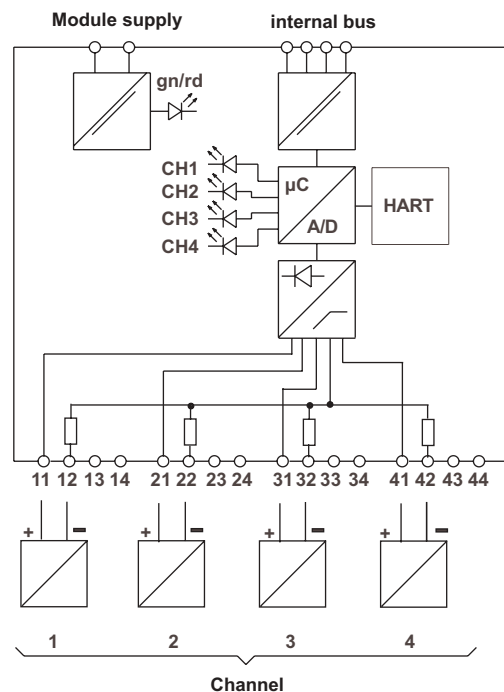 Module supply internal bus
gn/rd
CH1
CH2
CH3
CH4
µC
A/D
HART
11 12 13 14 21 22 23 24 31 32 33 34 41 42 43 44
+ − + − + − + −
1 2 3 4
Channel